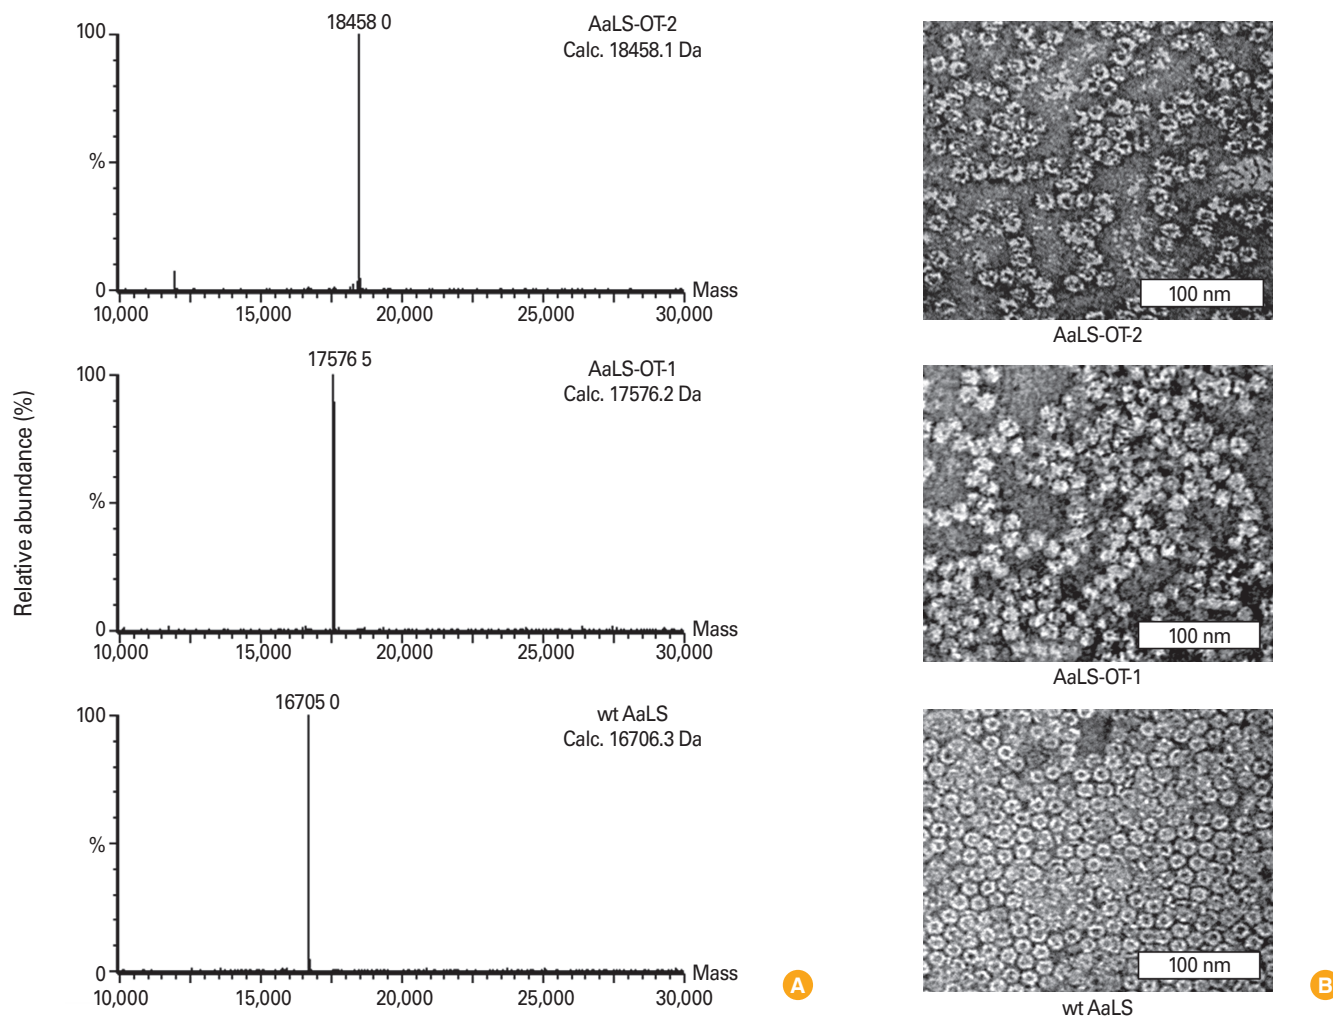 Relative abundance (%)
18458 0
AaLS-OT-2
Calc. 18458.1 Da
100
%
0
Mass
10,000 15,000 20,000 25,000 30,000
17576 5
AaLS-OT-1
Calc. 17576.2 Da
100
%
0
Mass
10,000 15,000 20,000 25,000 30,000
16705 0
wt AaLS
Calc. 16706.3 Da
100
%
0
Mass
10,000 15,000 20,000 25,000 30,000
A
100 nm
AaLS-OT-2
100 nm
AaLS-OT-1
100 nm
wt AaLS
B